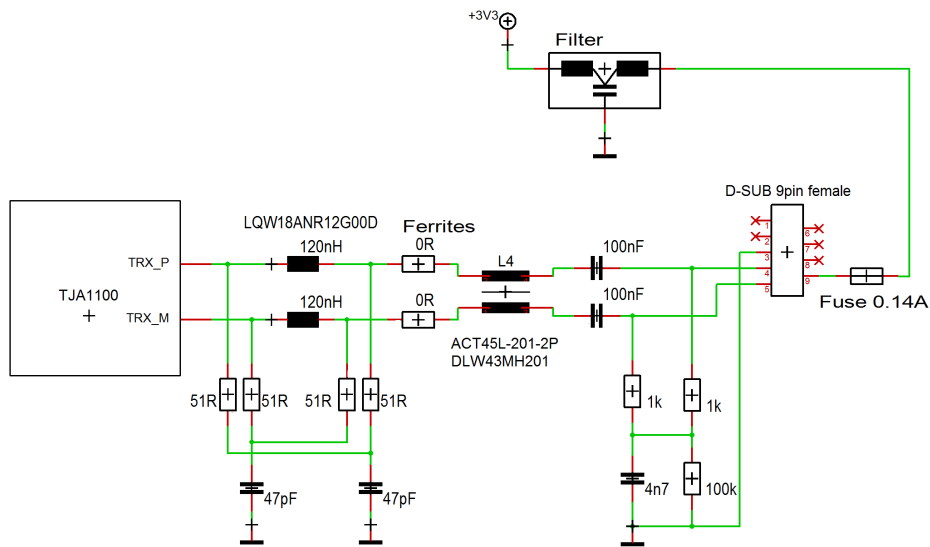 +3V3
Filter
D-SUB 9pin female
LQW18ANR12G00D
Ferrites
120nH
0R
L4
100nF
1
2
3
4
5
6
7
8
9
TRX_P
TJA1100
TRX_M
120nH
0R
100nF
Fuse 0.14A
ACT45L-201-2P
DLW43MH201
51R
51R
51R
51R
1k
1k
47pF
47pF
4n7
100k